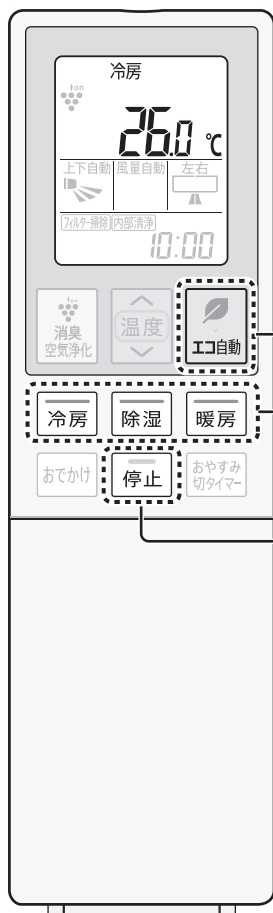 冷房
ion
26.0 ℃
上下自動 風量自動 左右
フィルター掃除 内部清浄
10:00
ion
消臭
空気浄化
温度
エコ自動
冷房 除湿 暖房
おでかけ 停止 おやすみ
切タイマー